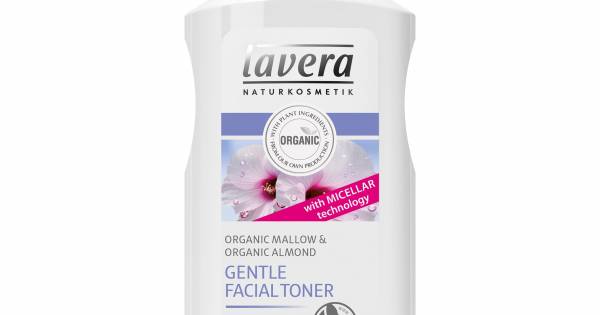 lavera
NATURKOSMETIK
WITH PLANT INGREDIENTS
ORGANIC
FROM OUR OWN PRODUCTION
with MICELLAR
technology
ORGANIC MALLOW &
ORGANIC ALMOND
GENTLE
FACIAL TONER